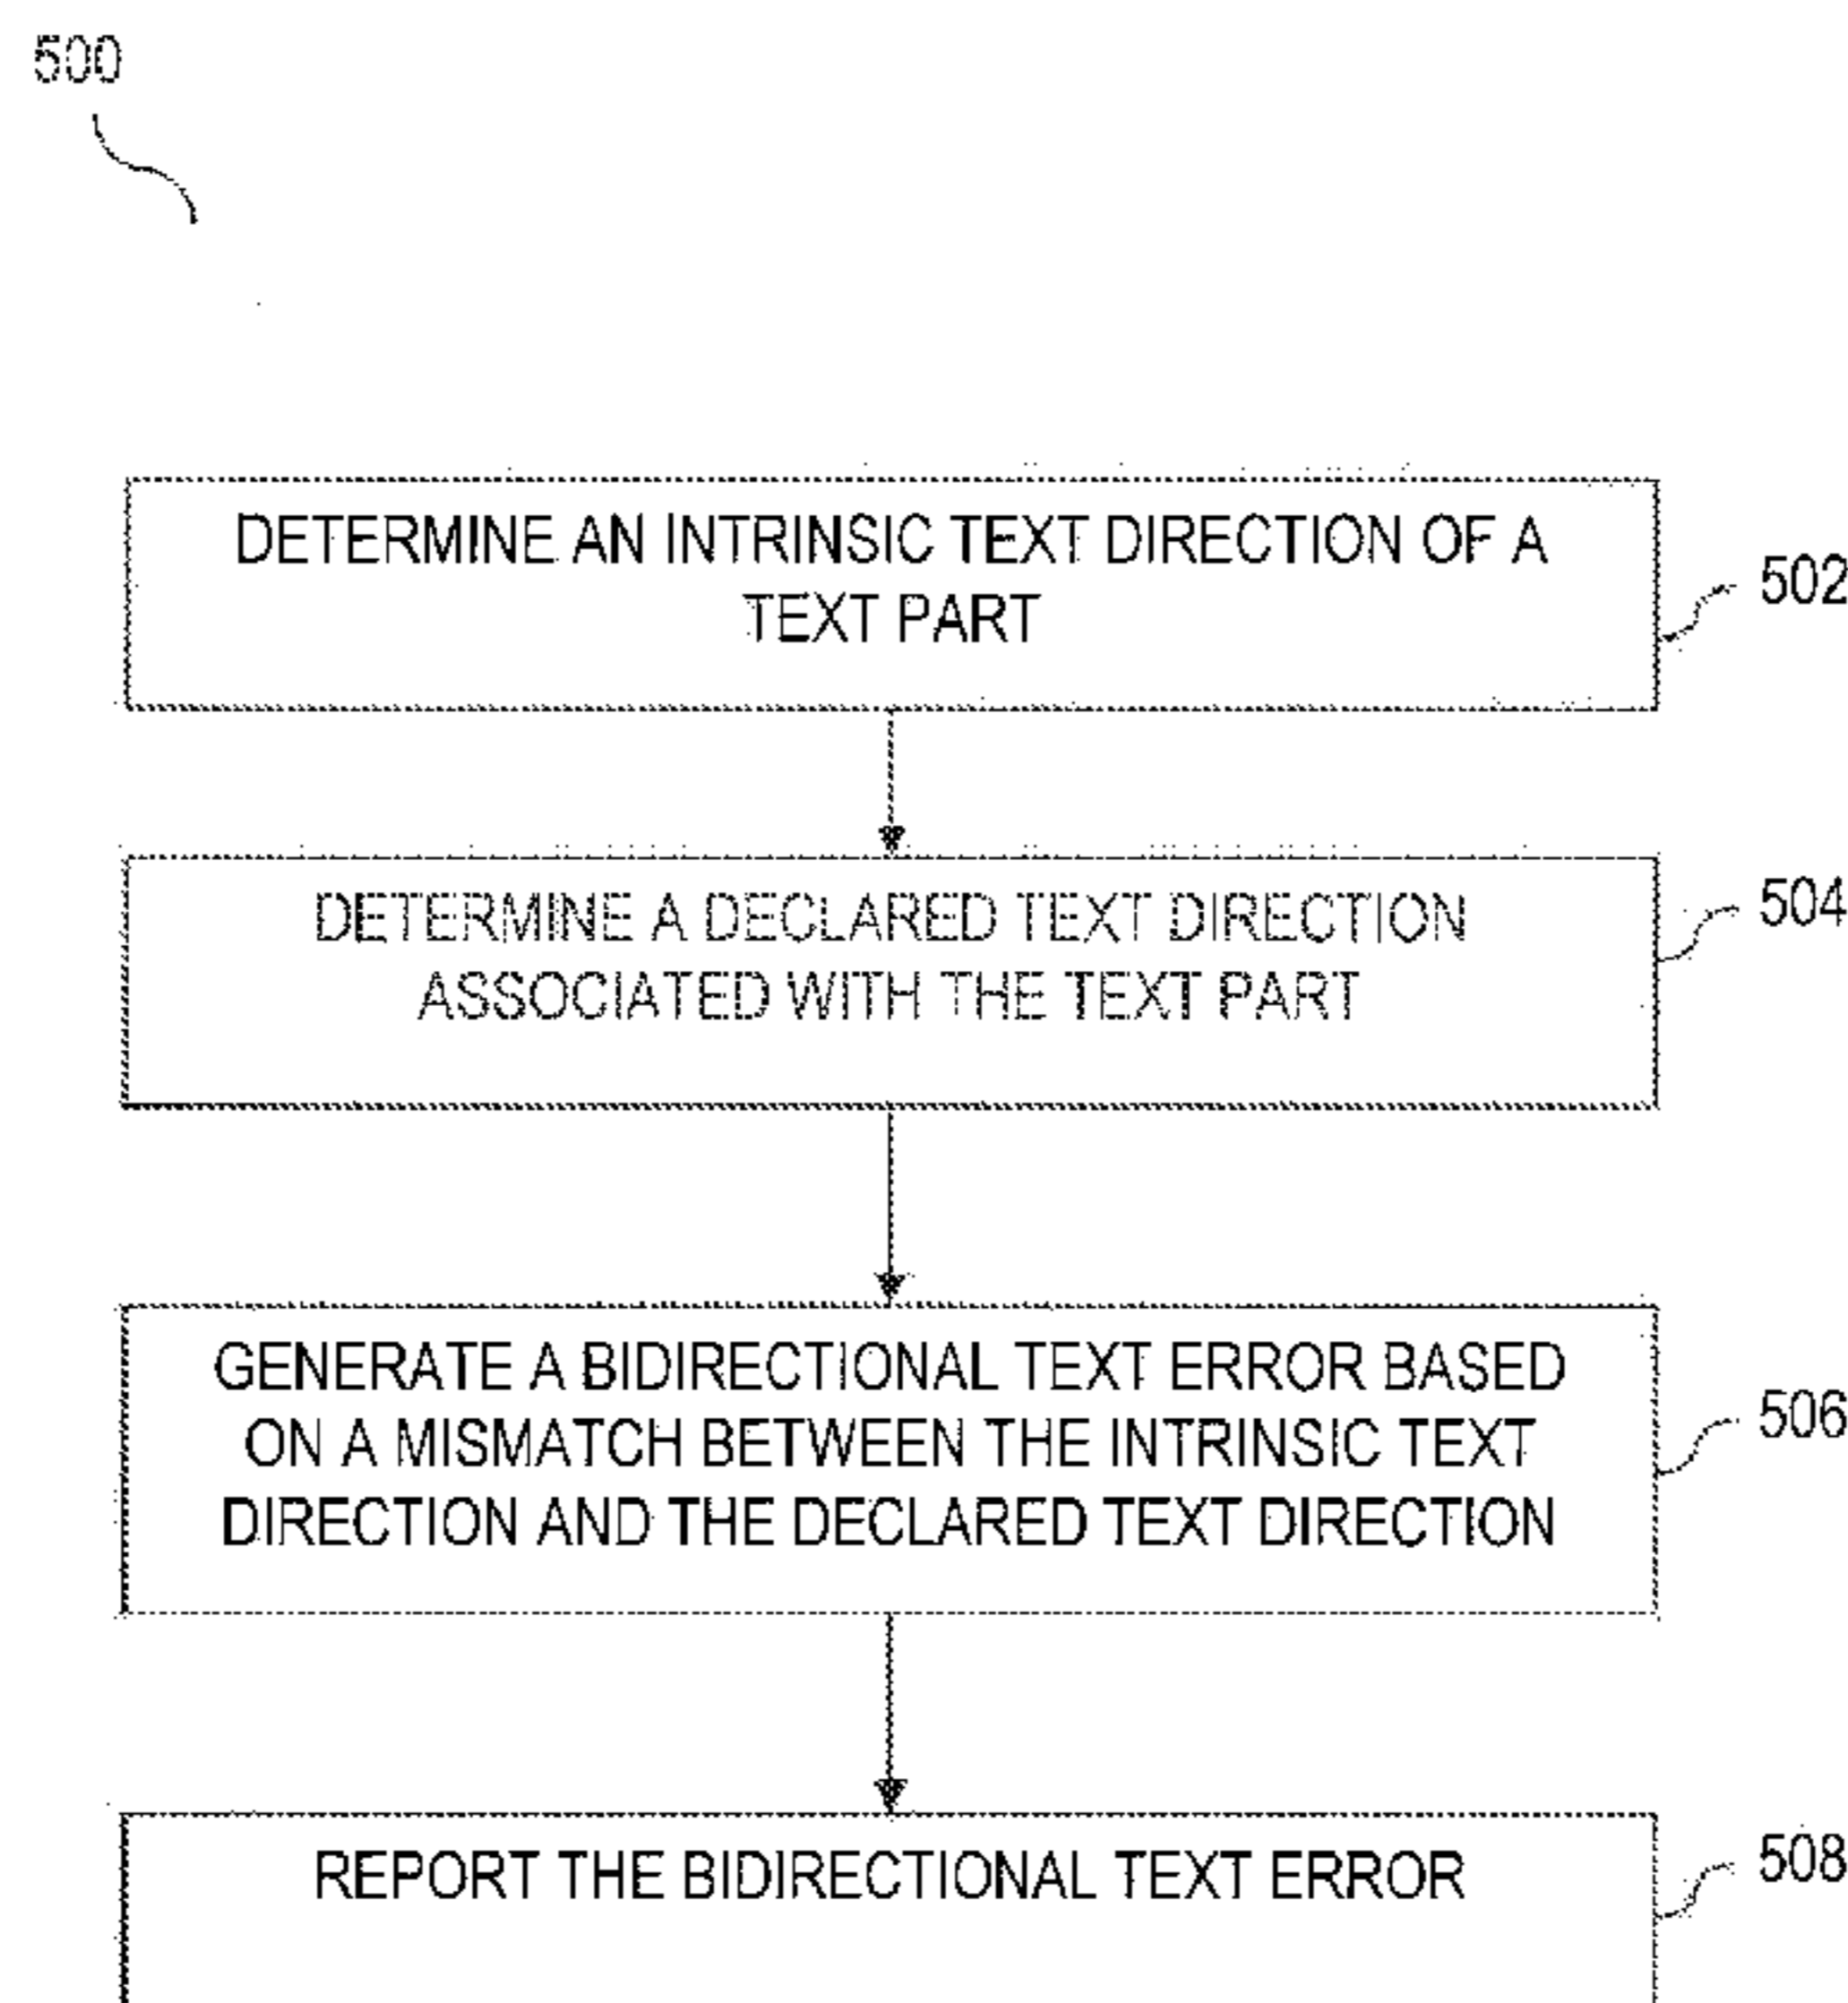 500
DETERMINE AN INTRINSIC TEXT DIRECTION OF A
TEXT PART
502
DETERMINE A DECLARED TEXT DIRECTION
ASSOCIATED WITH THE TEXT PART
504
GENERATE A BIDIRECTIONAL TEXT ERROR BASED
ON A MISMATCH BETWEEN THE INTRINSIC TEXT
DIRECTION AND THE DECLARED TEXT DIRECTION
506
REPORT THE BIDIRECTIONAL TEXT ERROR
508